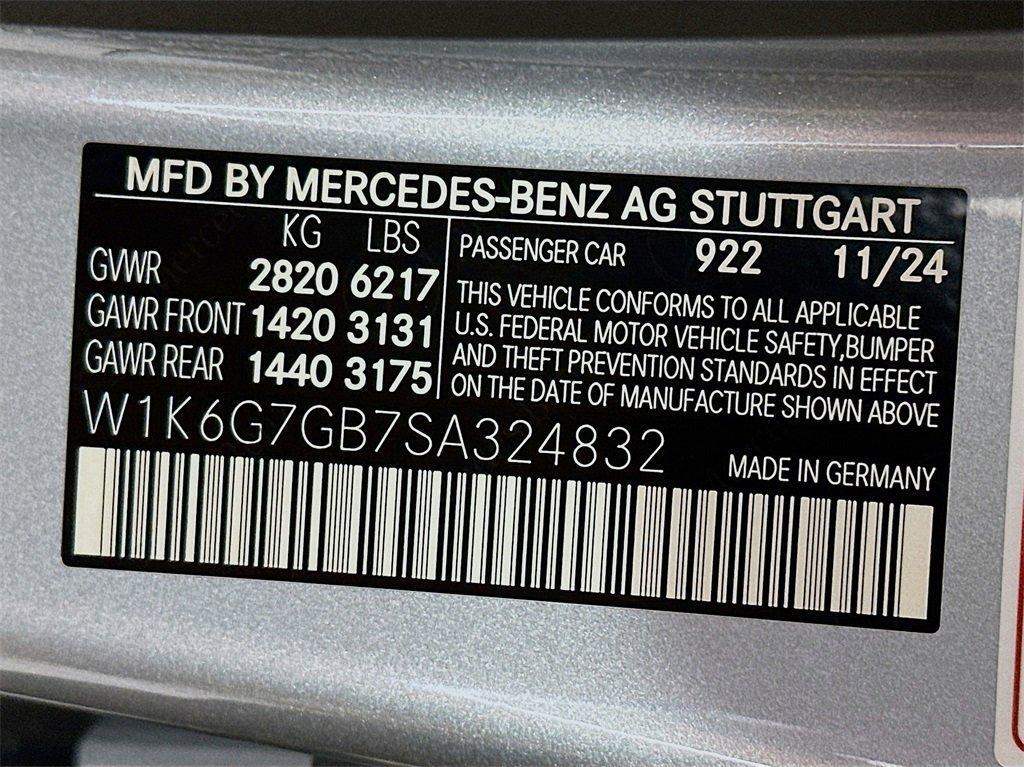 MFD BY MERCEDES-BENZ AG STUTTGART
KG LBS
GVWR 2820 6217
GAWR FRONT 1420 3131
GAWR REAR 1440 3175
PASSENGER CAR 922 11/24
THIS VEHICLE CONFORMS TO ALL APPLICABLE
U.S. FEDERAL MOTOR VEHICLE SAFETY,BUMPER
AND THEFT PREVENTION STANDARDS IN EFFECT
ON THE DATE OF MANUFACTURE SHOWN ABOVE
W1K6G7GB7SA324832
MADE IN GERMANY